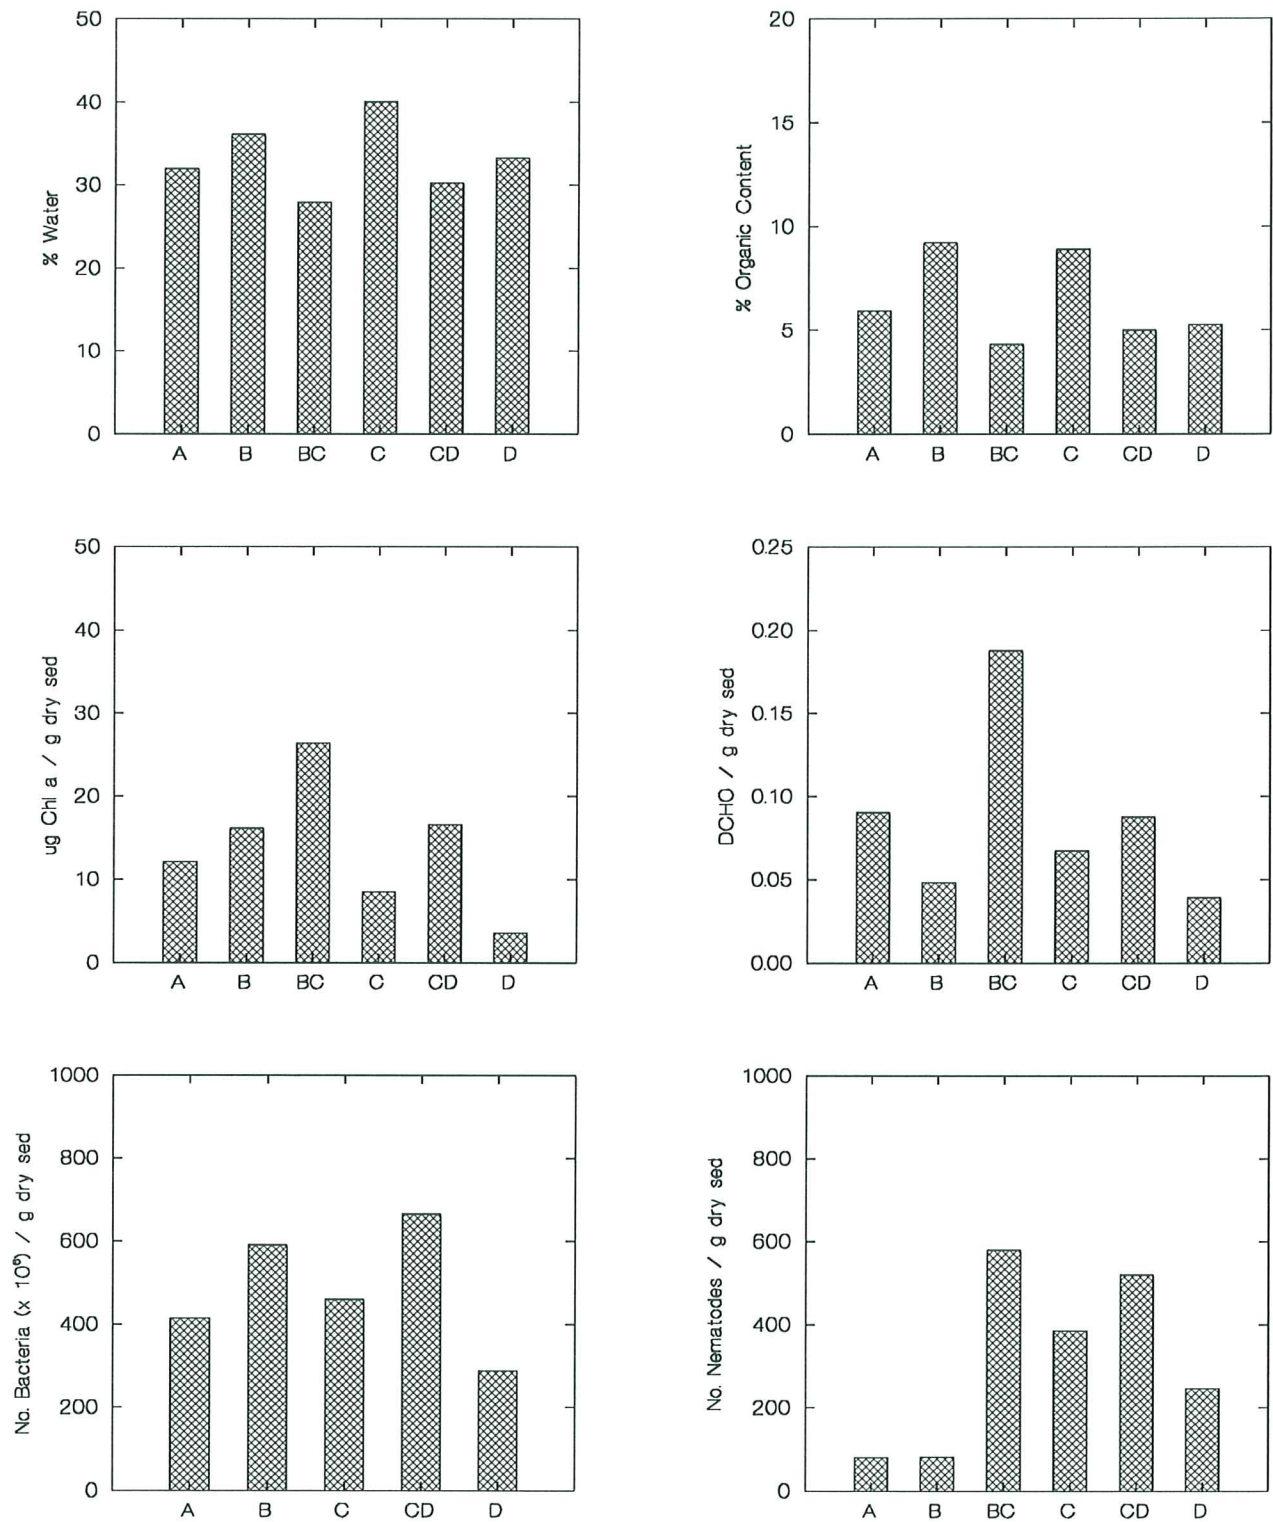 50
40
30
20
10
0
% Water
A B BC C CD D
20
15
10
5
0
% Organic Content
A B BC C CD D
50
40
30
20
10
0
ug Chl a / g dry sed
A B BC C CD D
0.25
0.20
0.15
0.10
0.05
0.00
DCHO / g dry sed
A B BC C CD D
1000
800
600
400
200
0
No. Bacteria (x 10⁶) / g dry sed
A B C CD D
1000
800
600
400
200
0
No. Nematodes / g dry sed
A B BC C CD D